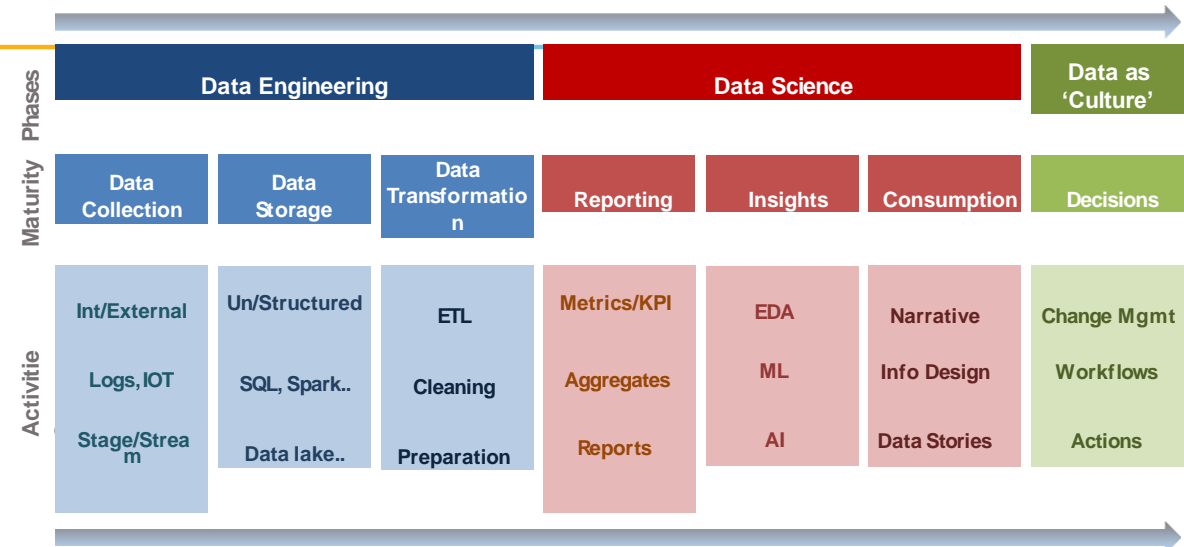 Phases
Data Engineering
Data Science
Data as
‘Culture’
Maturity
Data
Collection
Data
Storage
Data
Transformatio
n
Reporting
Insights
Consumption
Decisions
Activitie
Int/External
Logs, IOT
Stage/Strea
m
Un/Structured
SQL, Spark..
Data lake..
ETL
Cleaning
Preparation
Metrics/KPI
Aggregates
Reports
EDA
ML
AI
Narrative
Info Design
Data Stories
Change Mgmt
Workflows
Actions